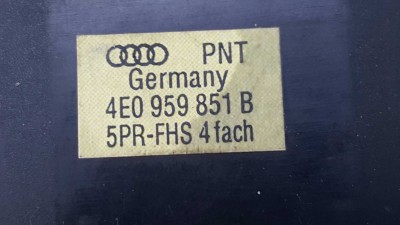 PNT
Germany
4E0 959 851 B
5PR-FHS 4fach